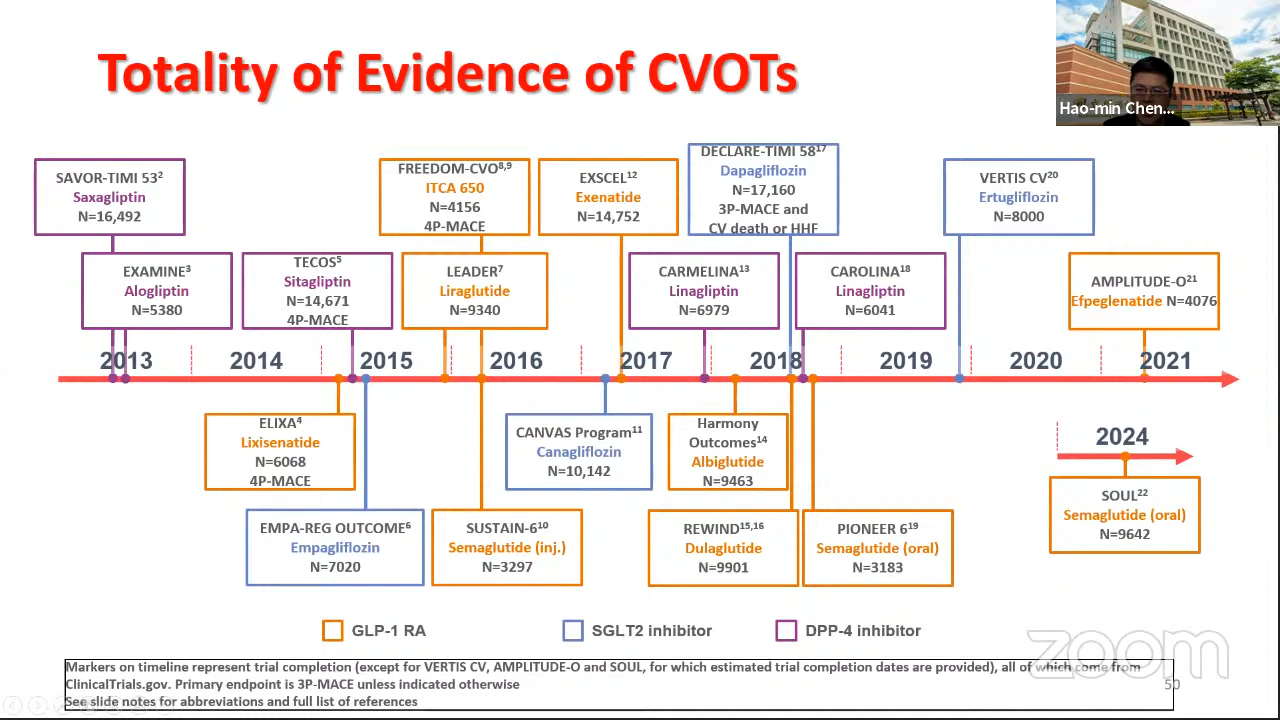 Totality of Evidence of CVOTs
Hao-min Chen...
SAVOR-TIMI 53²
Saxagliptin
N=16,492
FREEDOM-CVO⁸,⁹
ITCA 650
N=4156
4P-MACE
EXSCEL¹²
Exenatide
N=14,752
DECLARE-TIMI 58¹⁷
Dapagliflozin
N=17,160
3P-MACE and
CV death or HHF
VERTIS CV²⁰
Ertugliflozin
N=8000
EXAMINE³
Alogliptin
N=5380
TECOS⁵
Sitagliptin
N=14,671
4P-MACE
LEADER⁷
Liraglutide
N=9340
CARMELINA¹³
Linagliptin
N=6979
CAROLINA¹⁸
Linagliptin
N=6041
AMPLITUDE-O²¹
Efpeglenatide N=4076
2013 2014 2015 2016 2017 2018 2019 2020 2021
ELIXA⁴
Lixisenatide
N=6068
4P-MACE
CANVAS Program¹¹
Canagliflozin
N=10,142
Harmony
Outcomes¹⁴
Albiglutide
N=9463
2024
SOUL²²
Semaglutide (oral)
N=9642
EMPA-REG OUTCOME⁶
Empagliflozin
N=7020
SUSTAIN-6¹⁰
Semaglutide (inj.)
N=3297
REWIND¹⁵,¹⁶
Dulaglutide
N=9901
PIONEER 6¹⁹
Semaglutide (oral)
N=3183
GLP-1 RA
SGLT2 inhibitor
DPP-4 inhibitor
zoom
Markers on timeline represent trial completion (except for VERTIS CV, AMPLITUDE-O and SOUL, for which estimated trial completion dates are provided), all of which come from
ClinicalTrials.gov. Primary endpoint is 3P-MACE unless indicated otherwise
See slide notes for abbreviations and full list of references
50